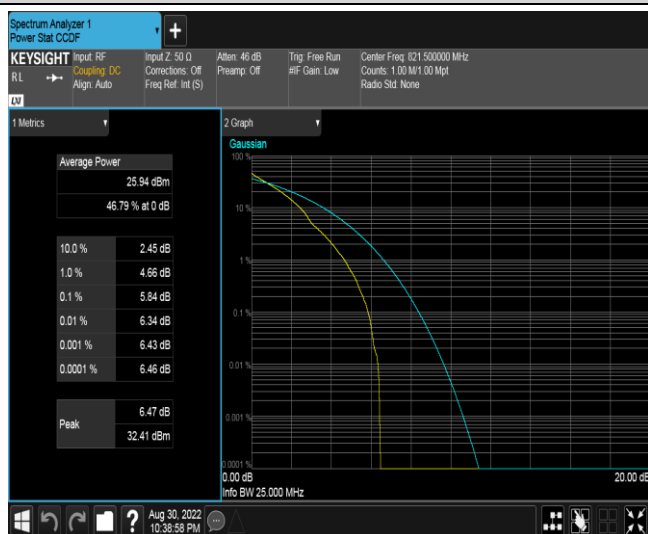 Spectrum Analyzer 1
Power Stat CCDF
+
KEYSIGHT
R L
LXI
Input: RF
Coupling: DC
Align: Auto
Input Z: 50 Ω
Corrections: Off
Freq Ref: Int (S)
Atten: 46 dB
Preamp: Off
Trig: Free Run
#IF Gain: Low
Center Freq: 821.500000 MHz
Counts: 1.00 M/1.00 Mpt
Radio Std: None
1 Metrics
Average Power
25.94 dBm
46.79 % at 0 dB
10.0 % 2.45 dB
1.0 % 4.66 dB
0.1 % 5.84 dB
0.01 % 6.34 dB
0.001 % 6.43 dB
0.0001 % 6.46 dB
Peak
6.47 dB
32.41 dBm
2 Graph
Gaussian
100 %
10 %
1 %
0.1 %
0.01 %
0.001 %
0.0001 %
0.00 dB
20.00 dB
Info BW 25.000 MHz
?
Aug 30, 2022
10:38:58 PM